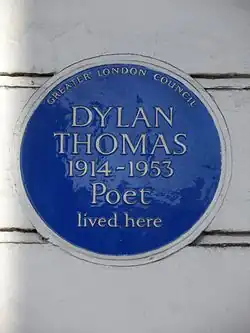 GREATER LONDON COUNCIL
DYLAN
THOMAS
1914-1953
Poet
lived here